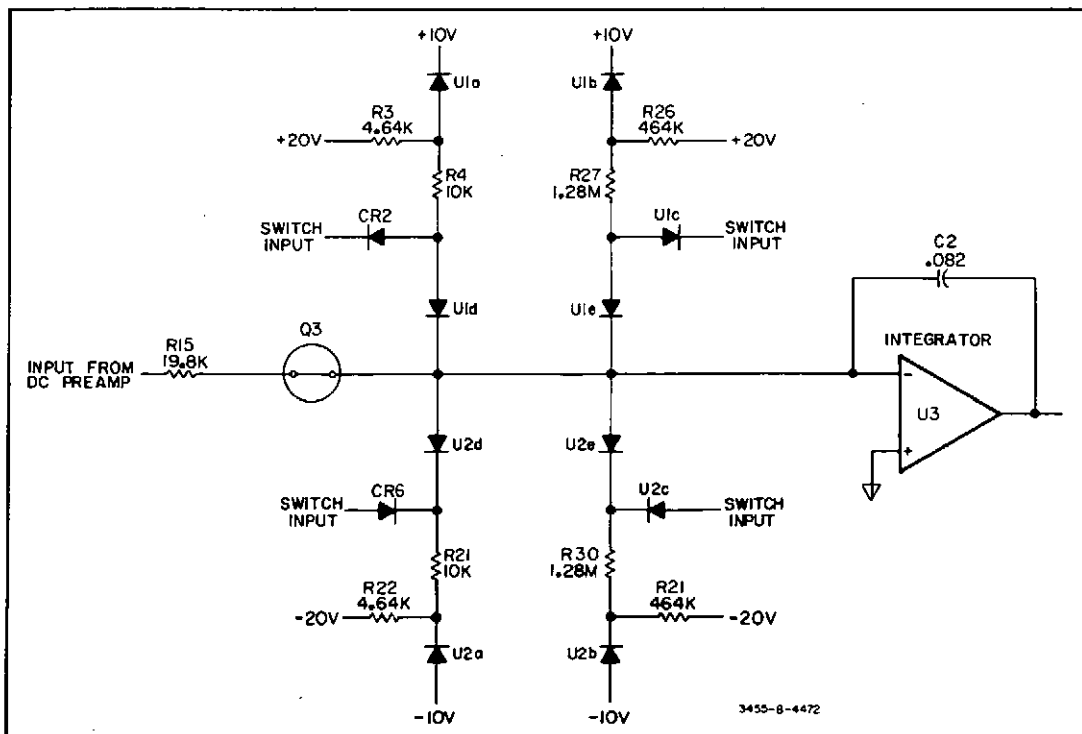 +10V
+10V
U1a
U1b
R3
4.64K
R26
464K
+20V
+20V
R4
10K
R27
1.28M
SWITCH
INPUT
CR2
U1c
SWITCH
INPUT
C2
.082
U1d
U1e
Q3
INTEGRATOR
R15
19.8K
INPUT FROM
DC PREAMP
-
U3
+
U2d
U2e
SWITCH
INPUT
CR6
U2c
SWITCH
INPUT
R21
10K
R30
1.28M
R22
4.64K
R21
464K
-20V
-20V
U2a
U2b
-10V
-10V
3455-B-4472